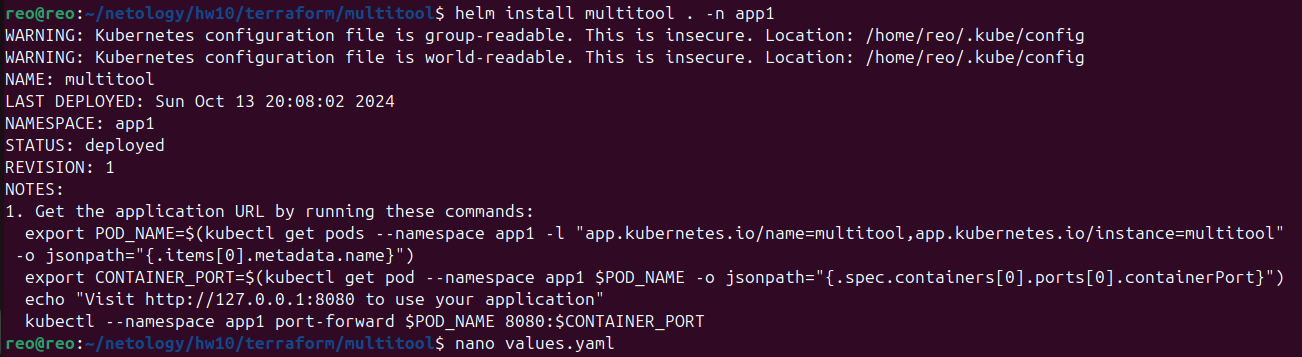 reo@reo:~/netology/hw10/terraform/multitool$ helm install multitool . -n app1
WARNING: Kubernetes configuration file is group-readable. This is insecure. Location: /home/reo/.kube/config
WARNING: Kubernetes configuration file is world-readable. This is insecure. Location: /home/reo/.kube/config
NAME: multitool
LAST DEPLOYED: Sun Oct 13 20:08:02 2024
NAMESPACE: app1
STATUS: deployed
REVISION: 1
NOTES:
1. Get the application URL by running these commands:
  export POD_NAME=$(kubectl get pods --namespace app1 -l "app.kubernetes.io/name=multitool,app.kubernetes.io/instance=multitool"
 -o jsonpath="{.items[0].metadata.name}")
  export CONTAINER_PORT=$(kubectl get pod --namespace app1 $POD_NAME -o jsonpath="{.spec.containers[0].ports[0].containerPort}")
  echo "Visit http://127.0.0.1:8080 to use your application"
  kubectl --namespace app1 port-forward $POD_NAME 8080:$CONTAINER_PORT
reo@reo:~/netology/hw10/terraform/multitool$ nano values.yaml